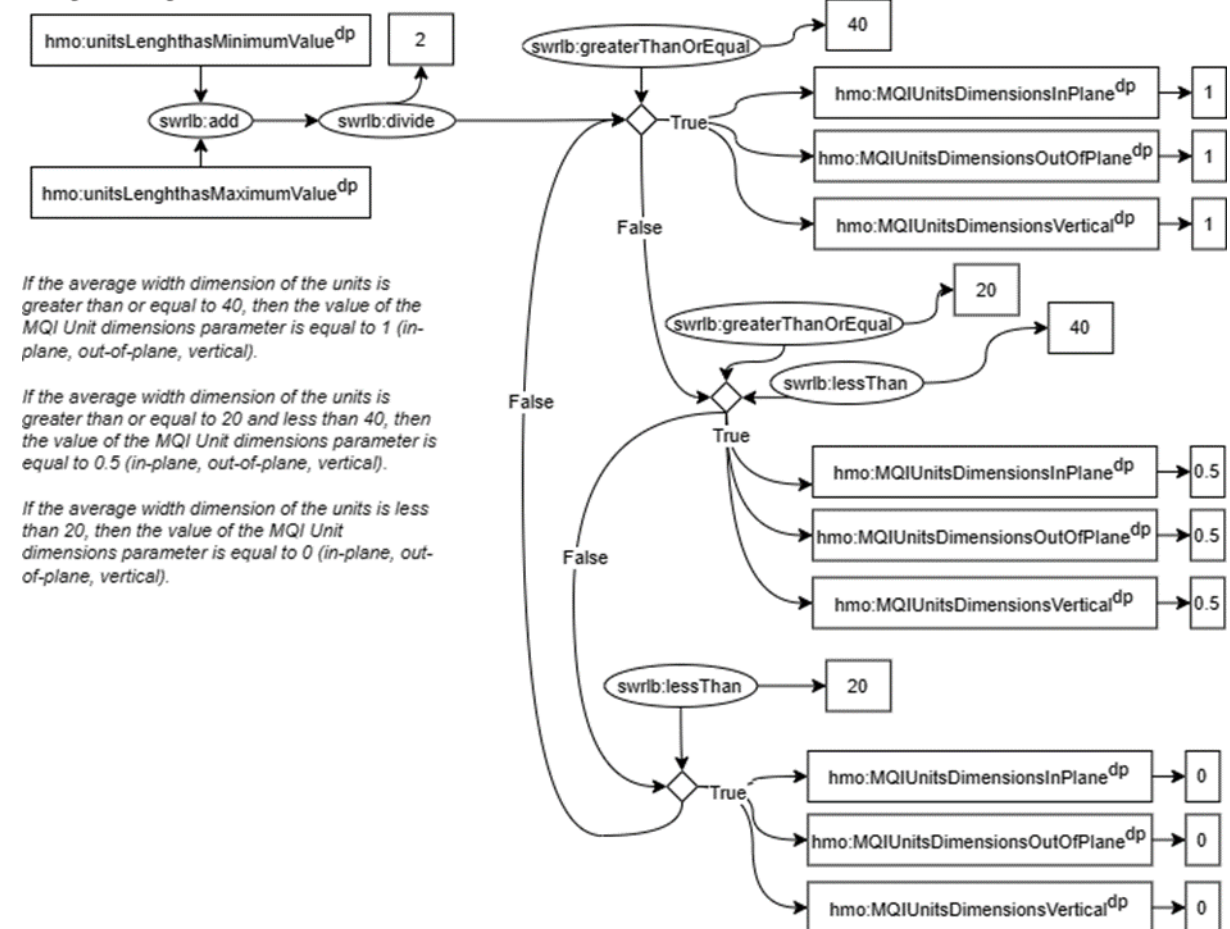 hmo:unitsLenghthasMinimumValue^dp
2
swrlb:add
swrlb:divide
hmo:unitsLenghthasMaximumValue^dp
swrlb:greaterThanOrEqual
40
True
hmo:MQIUnitsDimensionsInPlane^dp
1
hmo:MQIUnitsDimensionsOutOfPlane^dp
1
hmo:MQIUnitsDimensionsVertical^dp
1
False
If the average width dimension of the units is
greater than or equal to 40, then the value of the
MQI Unit dimensions parameter is equal to 1 (in-
plane, out-of-plane, vertical).
If the average width dimension of the units is
greater than or equal to 20 and less than 40, then
the value of the MQI Unit dimensions parameter is
equal to 0.5 (in-plane, out-of-plane, vertical).
If the average width dimension of the units is less
than 20, then the value of the MQI Unit
dimensions parameter is equal to 0 (in-plane, out-
of-plane, vertical).
swrlb:greaterThanOrEqual
20
swrlb:lessThan
40
False
True
hmo:MQIUnitsDimensionsInPlane^dp
0.5
hmo:MQIUnitsDimensionsOutOfPlane^dp
0.5
hmo:MQIUnitsDimensionsVertical^dp
0.5
False
swrlb:lessThan
20
True
hmo:MQIUnitsDimensionsInPlane^dp
0
hmo:MQIUnitsDimensionsOutOfPlane^dp
0
hmo:MQIUnitsDimensionsVertical^dp
0